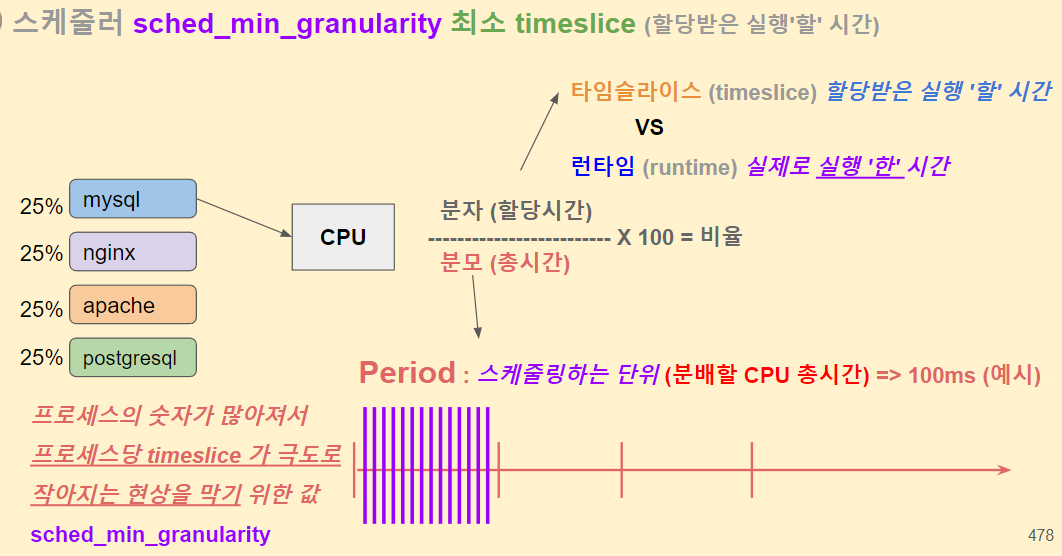 ) 스케줄러 sched_min_granularity 최소 timeslice (할당받은 실행'할' 시간)
타임슬라이스 (timeslice) 할당받은 실행 '할' 시간
VS
런타임 (runtime) 실제로 실행 '한' 시간
25% mysql
25% nginx
25% apache
25% postgresql
CPU
분자 (할당시간)
------------------------- X 100 = 비율
분모 (총시간)
Period : 스케줄링하는 단위 (분배할 CPU 총시간) => 100ms (예시)
프로세스의 숫자가 많아져서
프로세스당 timeslice 가 극도로
작아지는 현상을 막기 위한 값
sched_min_granularity
478